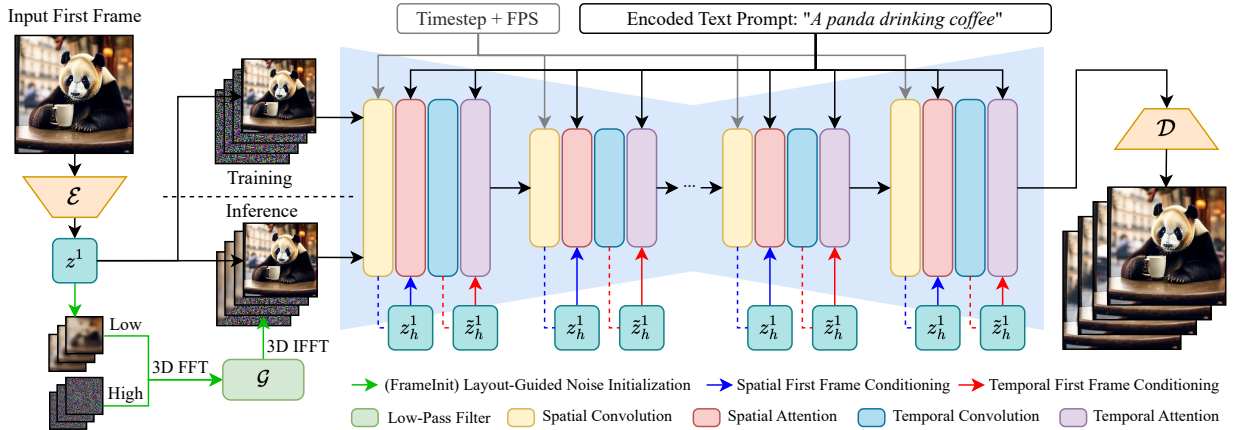 Input First Frame
Timestep + FPS
Encoded Text Prompt: "A panda drinking coffee"
ℰ
Training
Inference
z¹
𝒟
...
Low
High
3D FFT
3D IFFT
𝒢
z¹ₕ z̃¹ₕ z¹ₕ z̃¹ₕ z¹ₕ z̃¹ₕ z¹ₕ z̃¹ₕ
(FrameInit) Layout-Guided Noise Initialization
Spatial First Frame Conditioning
Temporal First Frame Conditioning
Low-Pass Filter
Spatial Convolution
Spatial Attention
Temporal Convolution
Temporal Attention